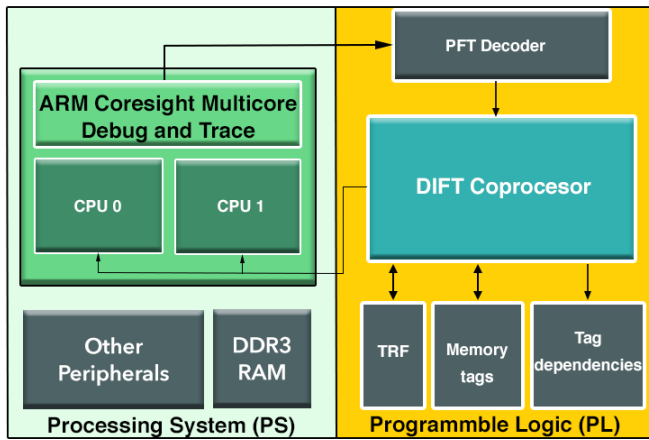 PFT Decoder
ARM Coresight Multicore
Debug and Trace
CPU 0
CPU 1
DIFT Coprocesor
Other
Peripherals
DDR3
RAM
TRF
Memory
tags
Tag
dependencies
Processing System (PS)
Programmble Logic (PL)